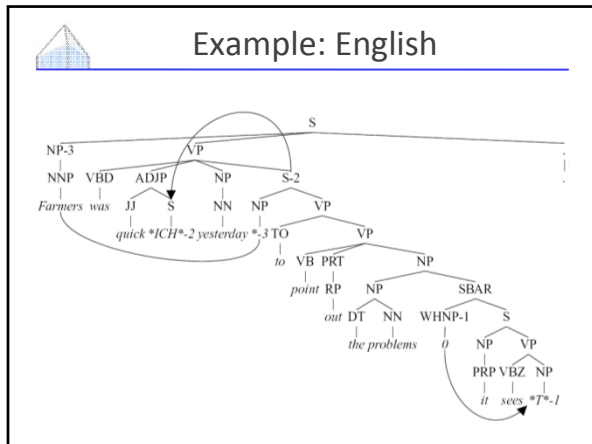 Example: English
S
NP-3 VP
NNP VBD ADJP NP S-2
Farmers was JJ S NN NP VP
quick *ICH*-2 yesterday *-3 TO VP
to VB PRT NP
point RP NP SBAR
out DT NN WHNP-1 S
the problems 0 NP VP
PRP VBZ NP
it sees *T*-1